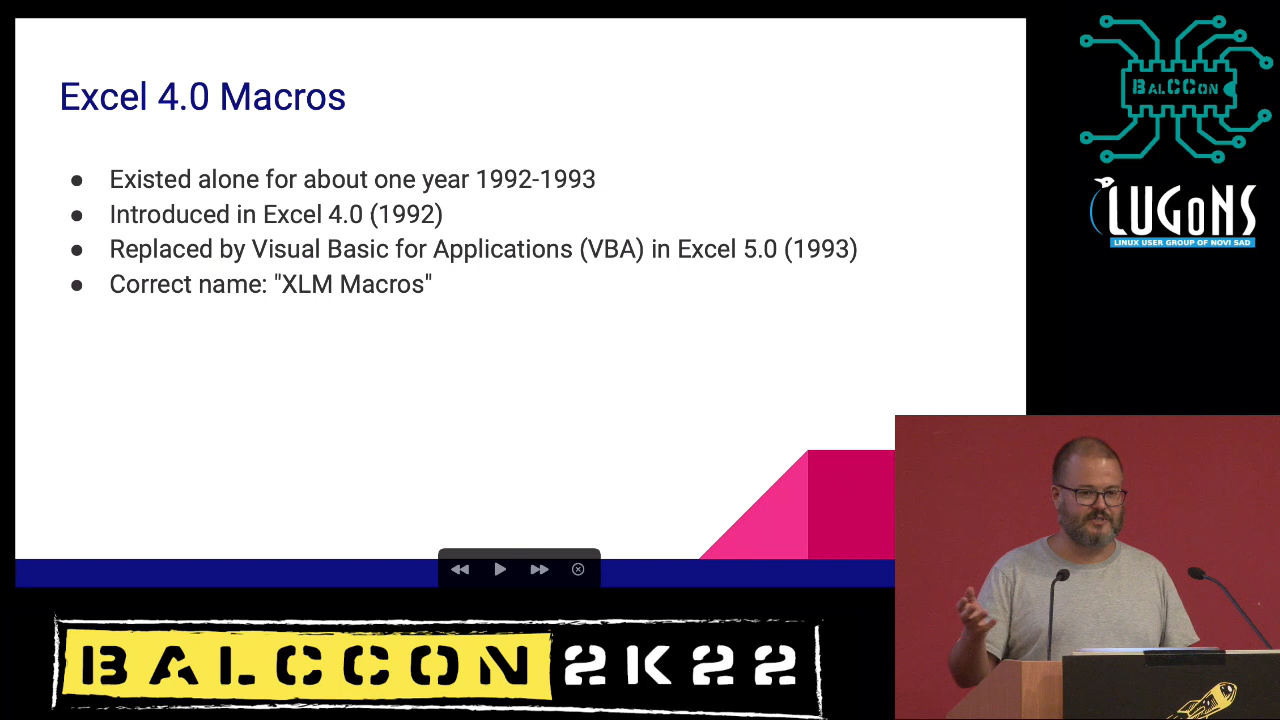 Excel 4.0 Macros
● Existed alone for about one year 1992-1993
● Introduced in Excel 4.0 (1992)
● Replaced by Visual Basic for Applications (VBA) in Excel 5.0 (1993)
● Correct name: "XLM Macros"
BALCCON
LUGONS
LINUX USER GROUP OF NOVI SAD
BALCCON 2K22